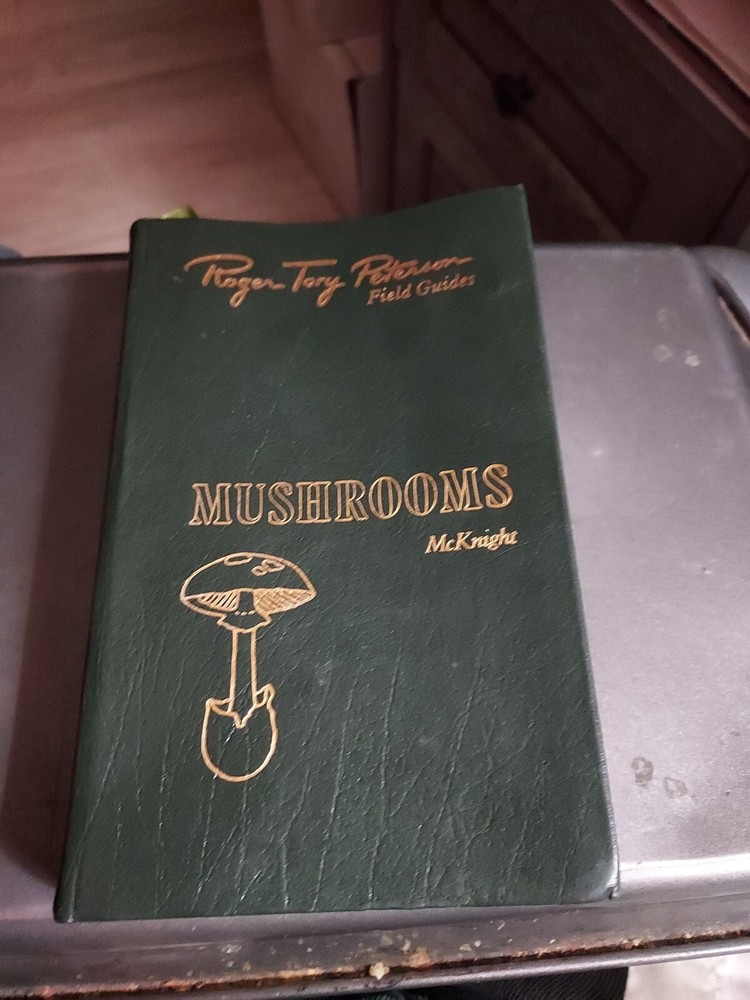 Roger Tory Peterson
Field Guides
MUSHROOMS
McKnight